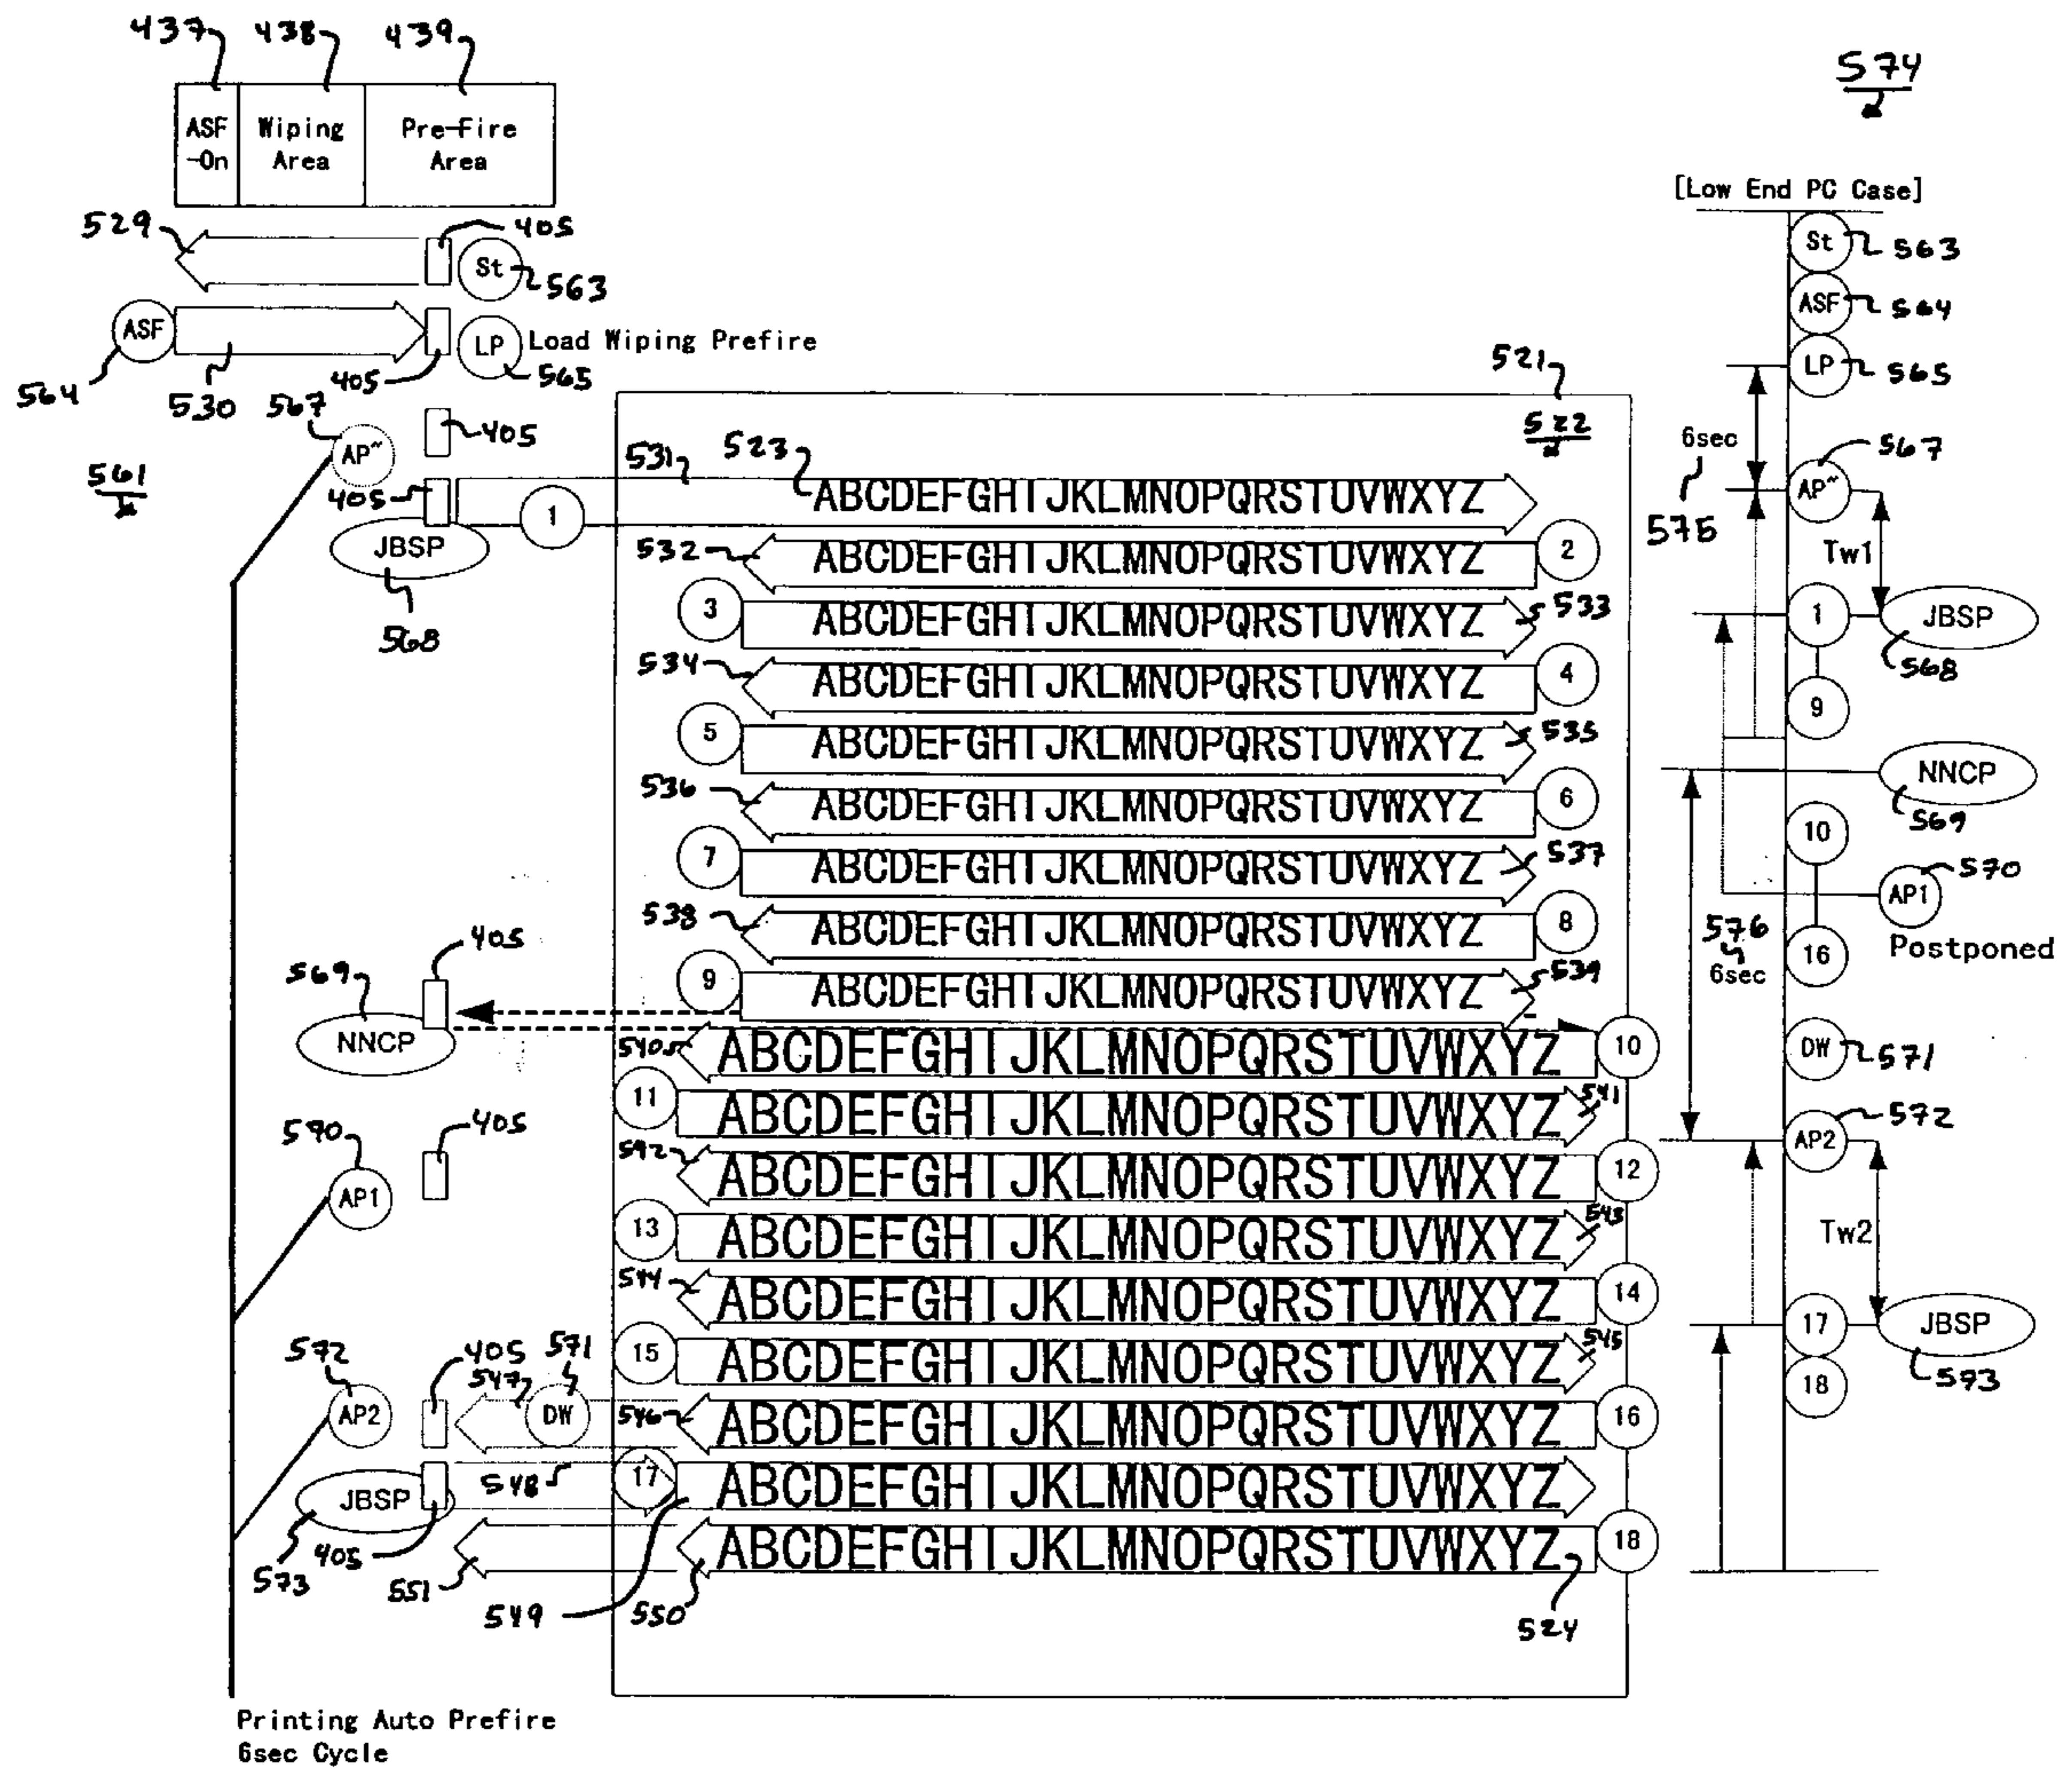 437 438 439
574
ASF -On
Wiping Area
Pre-Fire Area
[Low End PC Case]
529 405 St 563
St 563
ASF 564
ASF LP Load Wiping Prefire
564 530 405 565
LP 565
521
522
567 405
AP~
561
531 523
405 1 ABCDEFGHIJKLMNOPQRSTUVWXYZ
JBSP
568
6sec
575
567
AP~
Tw1
532 ABCDEFGHIJKLMNOPQRSTUVWXYZ 2
3 ABCDEFGHIJKLMNOPQRSTUVWXYZ 533
1 JBSP
568
534 ABCDEFGHIJKLMNOPQRSTUVWXYZ 4
9
5 ABCDEFGHIJKLMNOPQRSTUVWXYZ 535
NNCP
569
536 ABCDEFGHIJKLMNOPQRSTUVWXYZ 6
10
7 ABCDEFGHIJKLMNOPQRSTUVWXYZ 537
570
AP1
Postponed
538 ABCDEFGHIJKLMNOPQRSTUVWXYZ 8
576
6sec
16
405
569
NNCP
9 ABCDEFGHIJKLMNOPQRSTUVWXYZ 539
540 ABCDEFGHIJKLMNOPQRSTUVWXYZ 10
DW 571
11 ABCDEFGHIJKLMNOPQRSTUVWXYZ 541
570 405
AP1
572
AP2
592 ABCDEFGHIJKLMNOPQRSTUVWXYZ 12
13 ABCDEFGHIJKLMNOPQRSTUVWXYZ 543
Tw2
544 ABCDEFGHIJKLMNOPQRSTUVWXYZ 14
17 JBSP
573
15 ABCDEFGHIJKLMNOPQRSTUVWXYZ 545
18
572 405 571
547
AP2 DW 546 ABCDEFGHIJKLMNOPQRSTUVWXYZ 16
JBSP 548 17 ABCDEFGHIJKLMNOPQRSTUVWXYZ
573 405
ABCDEFGHIJKLMNOPQRSTUVWXYZ 18
551 549 550 524
Printing Auto Prefire
6sec Cycle